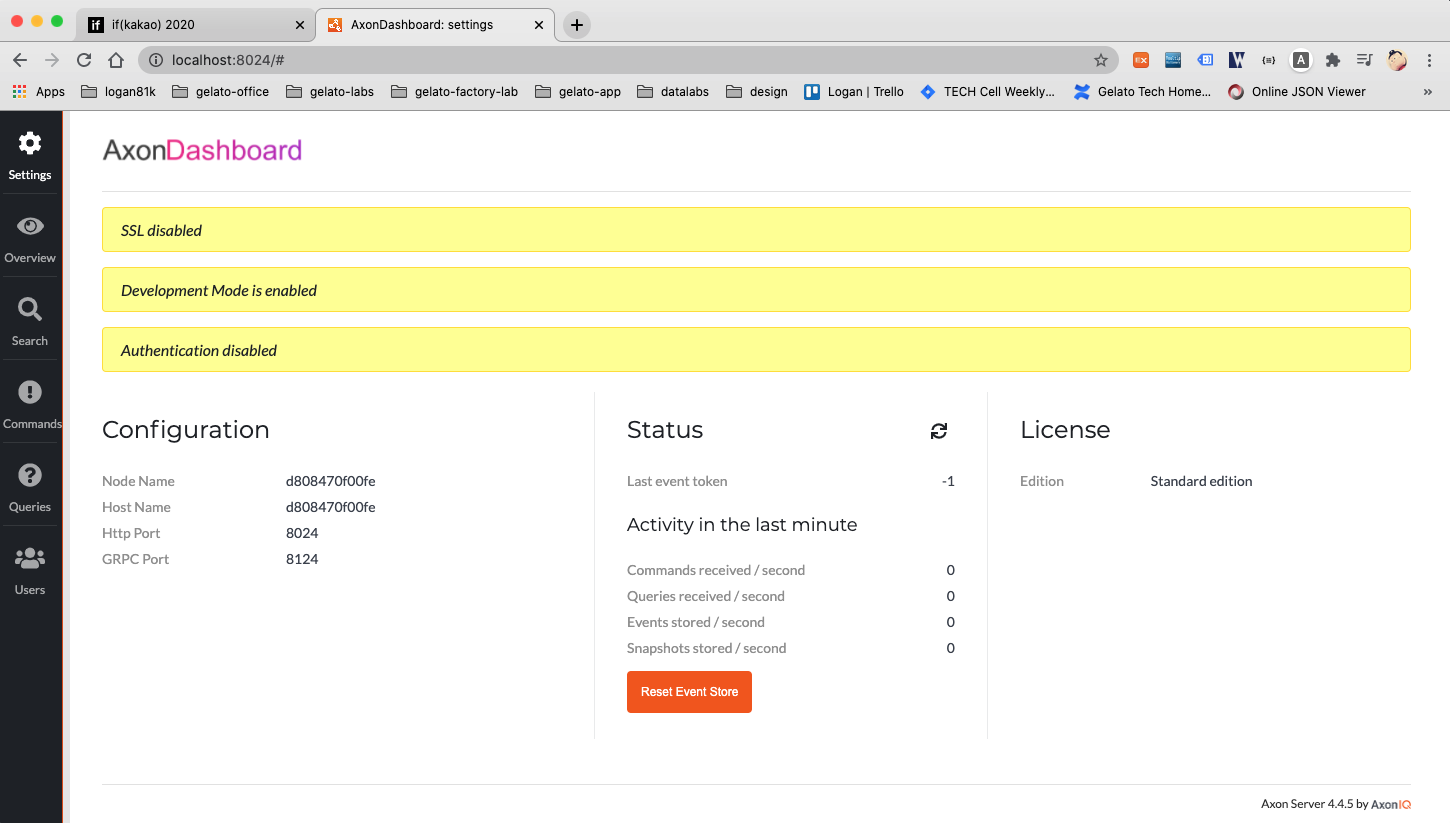 if if(kakao) 2020
AxonDashboard: settings
localhost:8024/#
EX
W
{≡}
A
Apps logan81k gelato-office gelato-labs gelato-factory-lab gelato-app datalabs design Logan | Trello TECH Cell Weekly... Gelato Tech Home... Online JSON Viewer »
Settings
Overview
Search
Commands
Queries
Users
AxonDashboard
SSL disabled
Development Mode is enabled
Authentication disabled
Configuration
Node Name d808470f00fe
Host Name d808470f00fe
Http Port 8024
GRPC Port 8124
Status
Last event token -1
Activity in the last minute
Commands received / second 0
Queries received / second 0
Events stored / second 0
Snapshots stored / second 0
Reset Event Store
License
Edition Standard edition
Axon Server 4.4.5 by AxonIQ